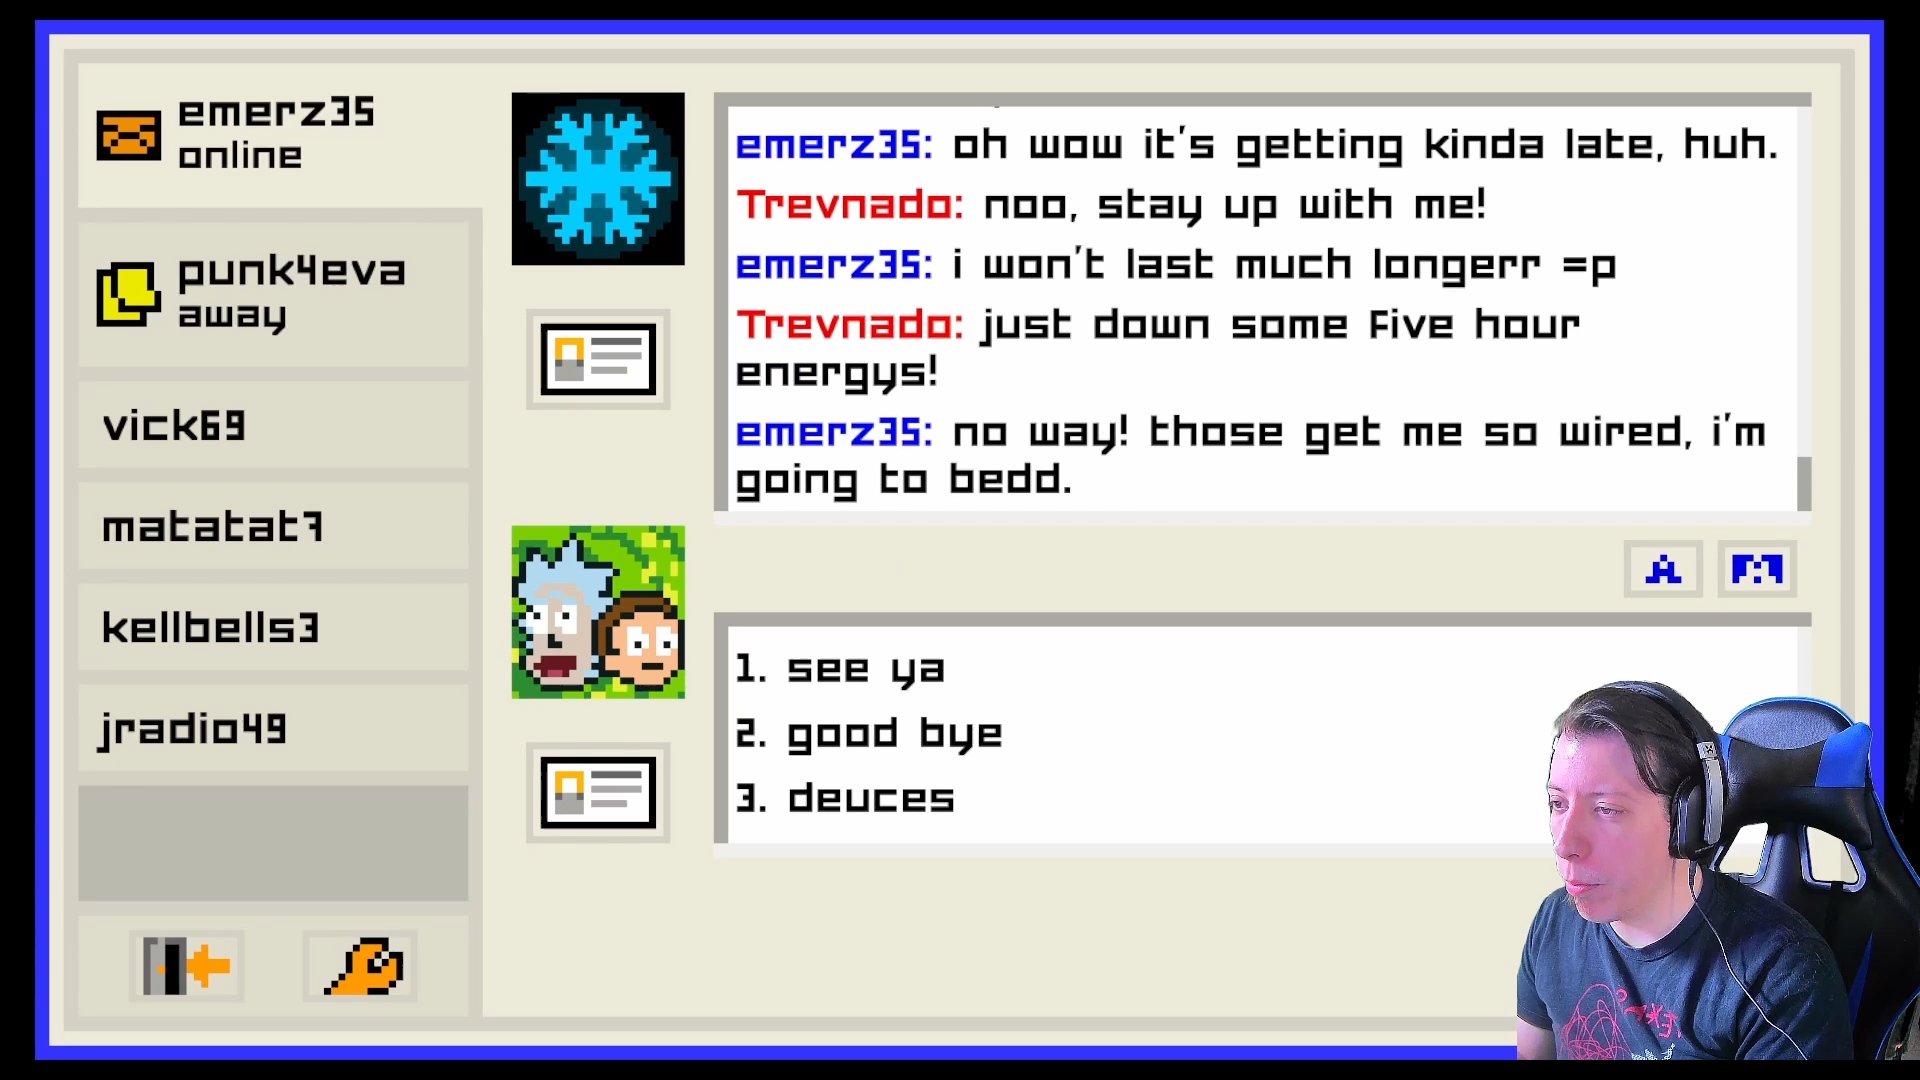 emerz35
online
punk4eva
away
vick69
matatat7
kellbells3
jradio49
emerz35: oh wow it's getting kinda late, huh.
Trevnado: noo, stay up with me!
emerz35: i won't last much longerr =p
Trevnado: just down some Five hour
energys!
emerz35: no way! those get me so wired, i'm
going to bedd.
A M
1. see ya
2. good bye
3. deuces